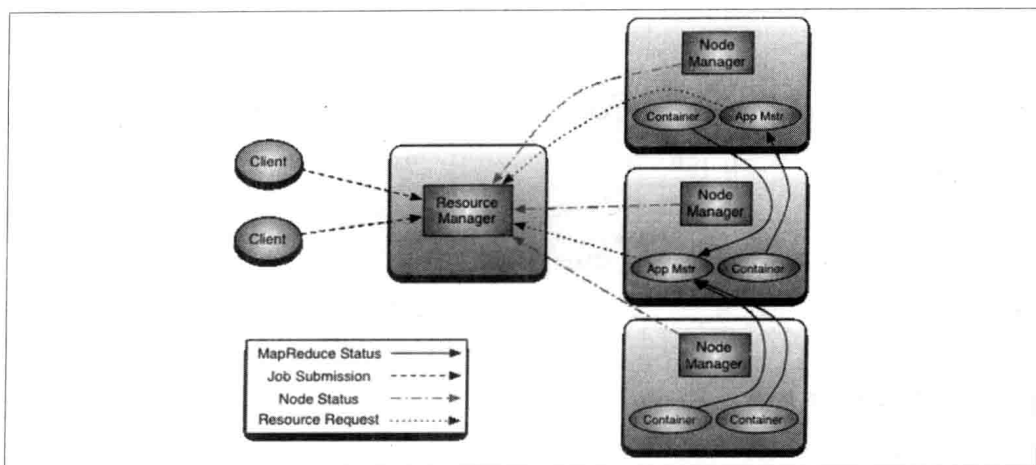 Node
Manager
Container
App Mstr
Client
Client
Resource
Manager
Node
Manager
App Mstr
Container
Node
Manager
Container
Container
MapReduce Status
Job Submission
Node Status
Resource Request